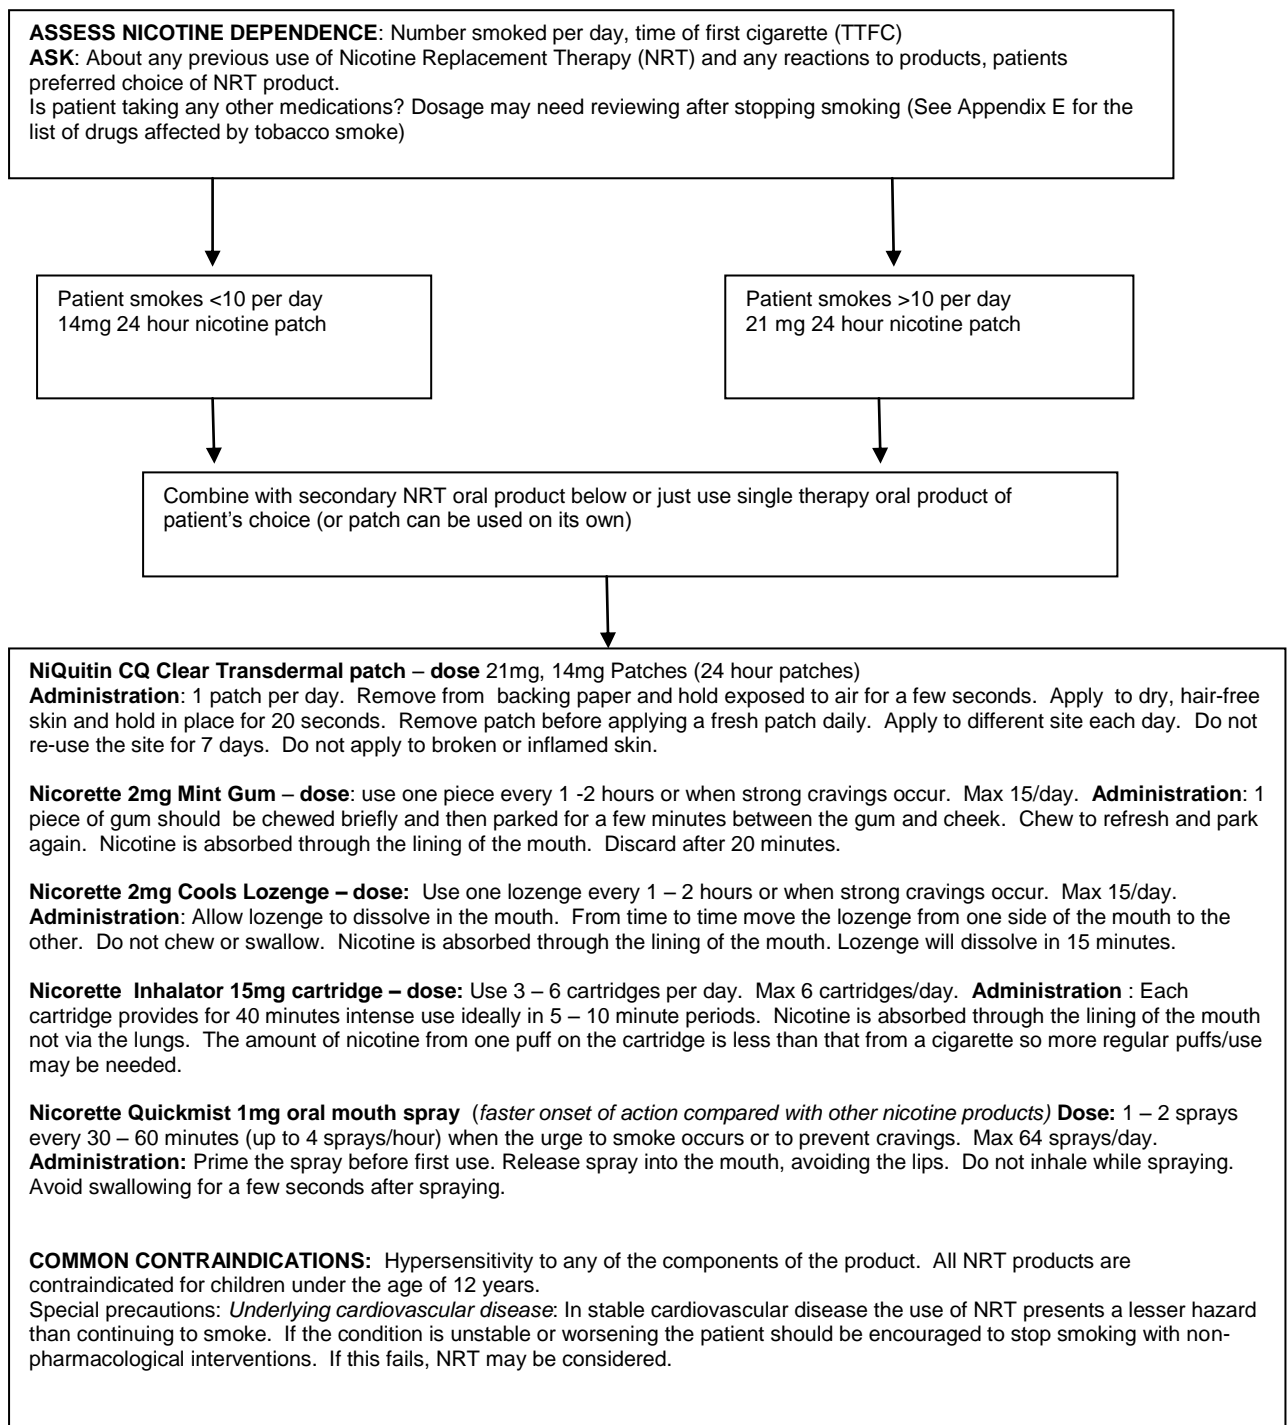 ASSESS NICOTINE DEPENDENCE: Number smoked per day, time of first cigarette (TTFC)
ASK: About any previous use of Nicotine Replacement Therapy (NRT) and any reactions to products, patients
preferred choice of NRT product.
Is patient taking any other medications? Dosage may need reviewing after stopping smoking (See Appendix E for the
list of drugs affected by tobacco smoke)
Patient smokes <10 per day
14mg 24 hour nicotine patch
Patient smokes >10 per day
21 mg 24 hour nicotine patch
Combine with secondary NRT oral product below or just use single therapy oral product of
patient's choice (or patch can be used on its own)
NiQuitin CQ Clear Transdermal patch – dose 21mg, 14mg Patches (24 hour patches)
Administration: 1 patch per day. Remove from backing paper and hold exposed to air for a few seconds. Apply to dry, hair-free
skin and hold in place for 20 seconds. Remove patch before applying a fresh patch daily. Apply to different site each day. Do not
re-use the site for 7 days. Do not apply to broken or inflamed skin.
Nicorette 2mg Mint Gum – dose: use one piece every 1 -2 hours or when strong cravings occur. Max 15/day. Administration: 1
piece of gum should be chewed briefly and then parked for a few minutes between the gum and cheek. Chew to refresh and park
again. Nicotine is absorbed through the lining of the mouth. Discard after 20 minutes.
Nicorette 2mg Cools Lozenge – dose: Use one lozenge every 1 – 2 hours or when strong cravings occur. Max 15/day.
Administration: Allow lozenge to dissolve in the mouth. From time to time move the lozenge from one side of the mouth to the
other. Do not chew or swallow. Nicotine is absorbed through the lining of the mouth. Lozenge will dissolve in 15 minutes.
Nicorette Inhalator 15mg cartridge – dose: Use 3 – 6 cartridges per day. Max 6 cartridges/day. Administration : Each
cartridge provides for 40 minutes intense use ideally in 5 – 10 minute periods. Nicotine is absorbed through the lining of the mouth
not via the lungs. The amount of nicotine from one puff on the cartridge is less than that from a cigarette so more regular puffs/use
may be needed.
Nicorette Quickmist 1mg oral mouth spray (faster onset of action compared with other nicotine products) Dose: 1 – 2 sprays
every 30 – 60 minutes (up to 4 sprays/hour) when the urge to smoke occurs or to prevent cravings. Max 64 sprays/day.
Administration: Prime the spray before first use. Release spray into the mouth, avoiding the lips. Do not inhale while spraying.
Avoid swallowing for a few seconds after spraying.
COMMON CONTRAINDICATIONS: Hypersensitivity to any of the components of the product. All NRT products are
contraindicated for children under the age of 12 years.
Special precautions: Underlying cardiovascular disease: In stable cardiovascular disease the use of NRT presents a lesser hazard
than continuing to smoke. If the condition is unstable or worsening the patient should be encouraged to stop smoking with non-
pharmacological interventions. If this fails, NRT may be considered.